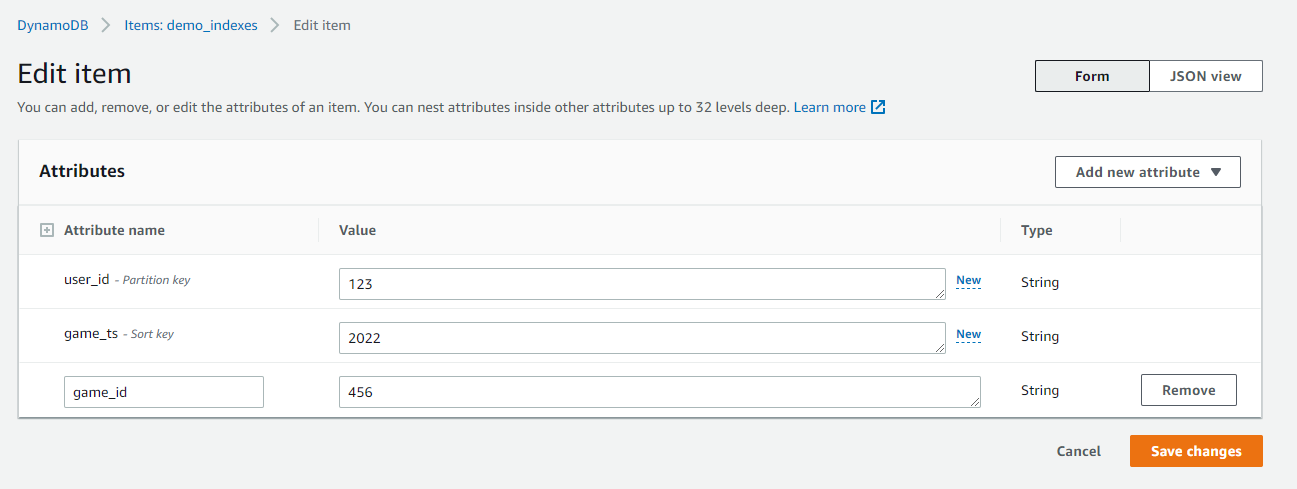 DynamoDB > Items: demo_indexes > Edit item
Edit item
Form JSON view
You can add, remove, or edit the attributes of an item. You can nest attributes inside other attributes up to 32 levels deep. Learn more
Attributes
Add new attribute
Attribute name Value Type
user_id - Partition key 123 New String
game_ts - Sort key 2022 New String
game_id 456 String Remove
Cancel Save changes